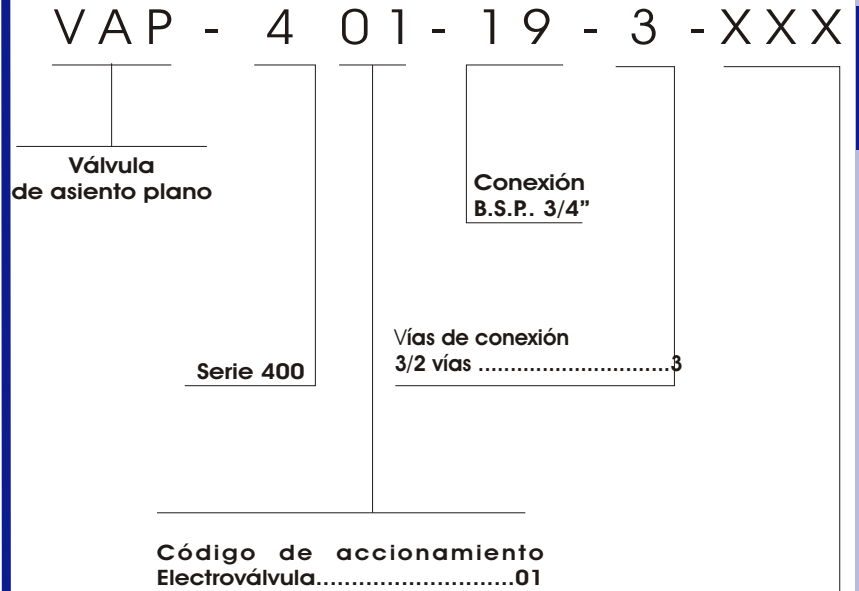 VAP - 4 01 - 19 - 3 - XXX
Válvula
de asiento plano
Conexión
B.S.P.. 3/4”
Vías de conexión
3/2 vías ..............................3
Serie 400
Código de accionamiento
Electroválvula...........................01